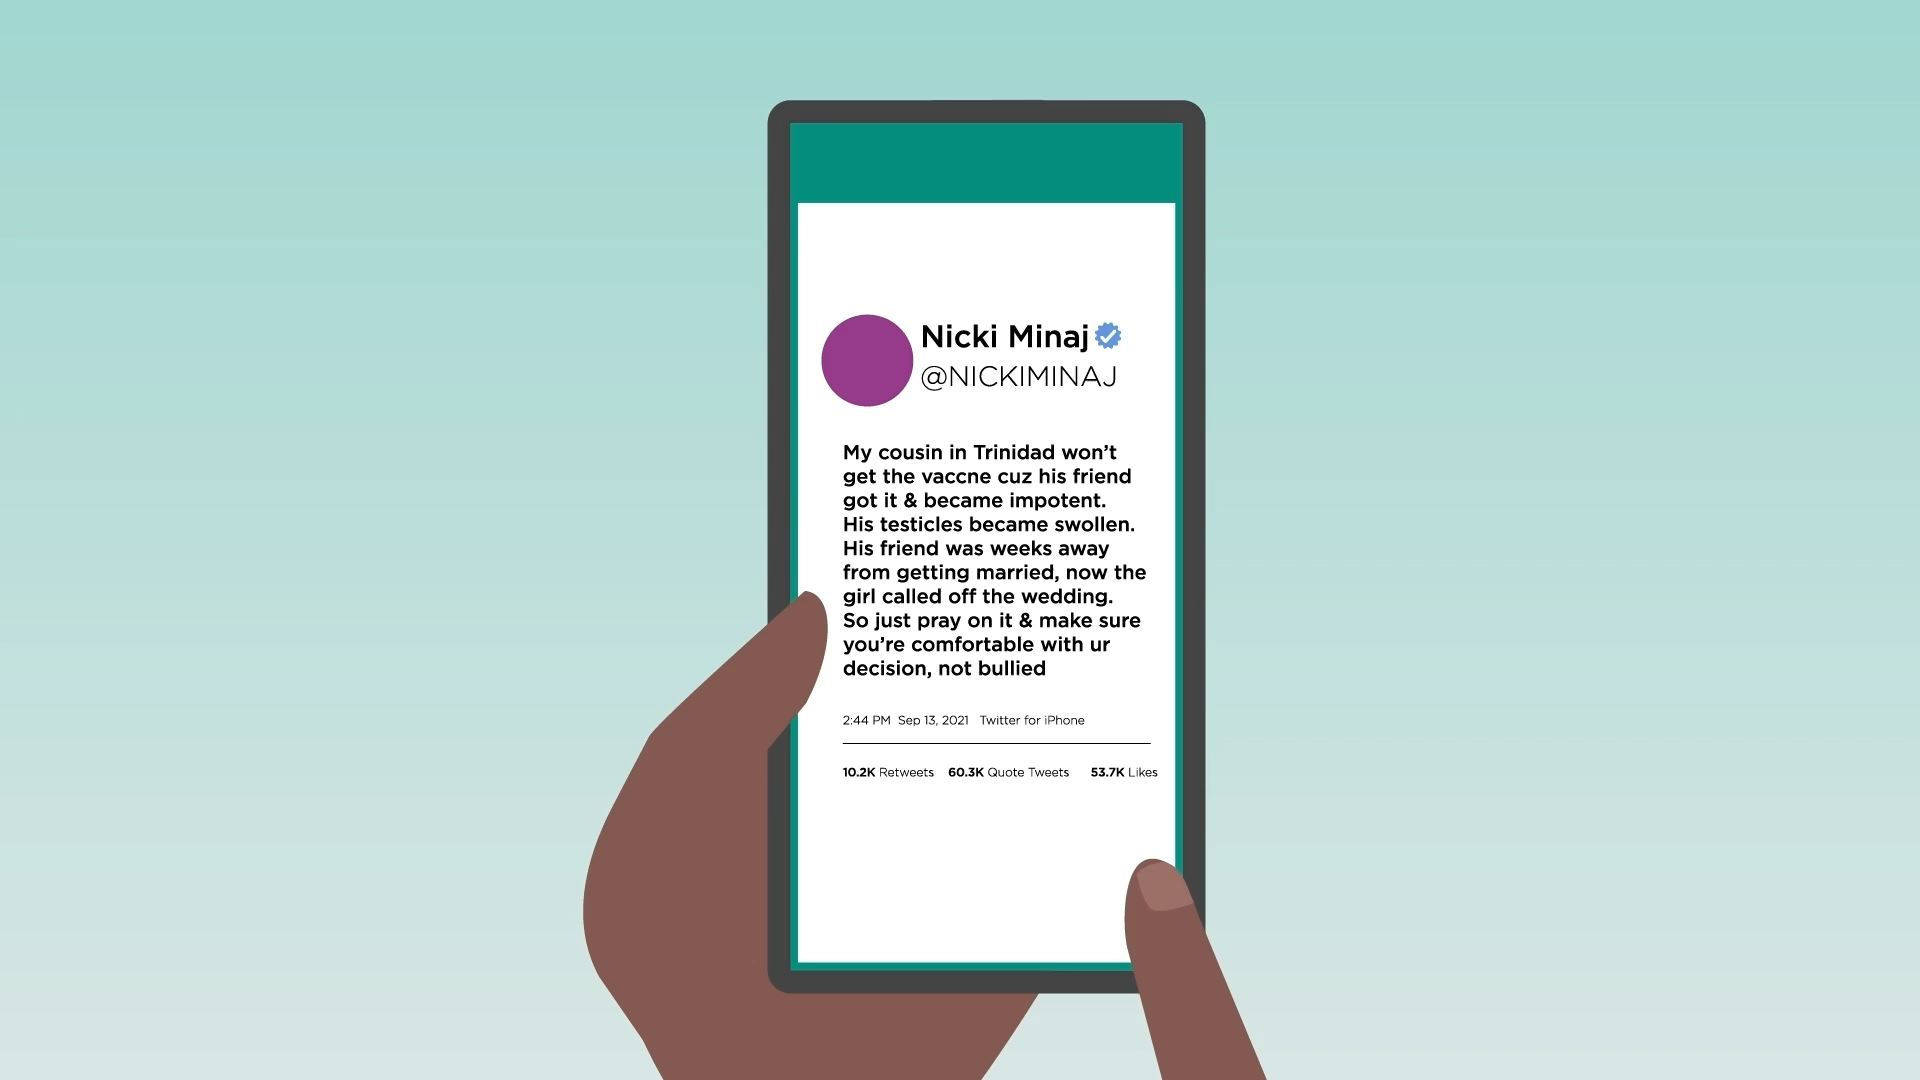 Nicki Minaj
@NICKIMINAJ
My cousin in Trinidad won’t
get the vaccne cuz his friend
got it & became impotent.
His testicles became swollen.
His friend was weeks away
from getting married, now the
girl called off the wedding.
So just pray on it & make sure
you’re comfortable with ur
decision, not bullied
2:44 PM Sep 13, 2021 Twitter for iPhone
10.2K Retweets 60.3K Quote Tweets 53.7K Likes